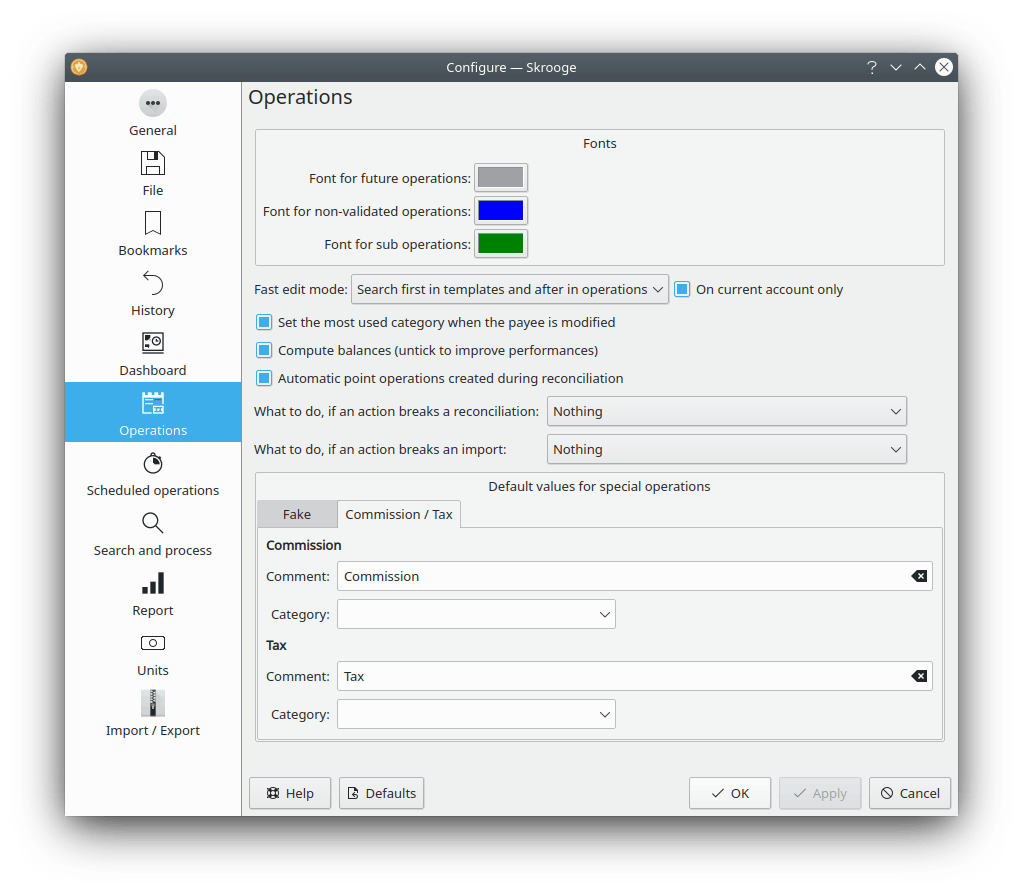 Configure — Skrooge
General
File
Bookmarks
History
Dashboard
Operations
Scheduled operations
Search and process
Report
Units
Import / Export
Operations
Fonts
Font for future operations:
Font for non-validated operations:
Font for sub operations:
Fast edit mode: Search first in templates and after in operations On current account only
Set the most used category when the payee is modified
Compute balances (untick to improve performances)
Automatic point operations created during reconciliation
What to do, if an action breaks a reconciliation: Nothing
What to do, if an action breaks an import: Nothing
Default values for special operations
Fake Commission / Tax
Commission
Comment: Commission
Category:
Tax
Comment: Tax
Category:
Help Defaults OK Apply Cancel